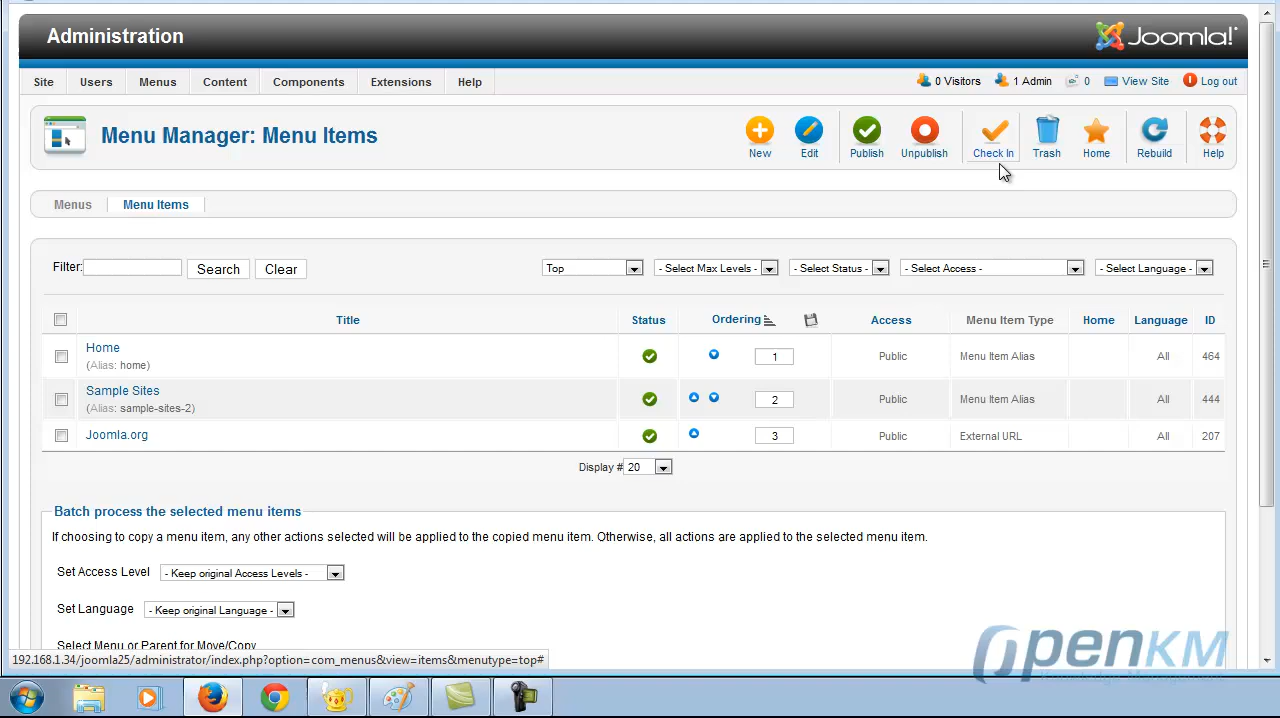 Administration
Joomla!
Site Users Menus Content Components Extensions Help
0 Visitors 1 Admin 0 View Site Log out
Menu Manager: Menu Items
New Edit Publish Unpublish Check In Trash Home Rebuild Help
Menus Menu Items
Filter: Search Clear Top - Select Max Levels - - Select Status - - Select Access - - Select Language -
Title Status Ordering Access Menu Item Type Home Language ID
Home
(Alias: home)
1 Public Menu Item Alias All 464
Sample Sites
(Alias: sample-sites-2)
2 Public Menu Item Alias All 444
Joomla.org 3 Public External URL All 207
Display # 20
Batch process the selected menu items
If choosing to copy a menu item, any other actions selected will be applied to the copied menu item. Otherwise, all actions are applied to the selected menu item.
Set Access Level - Keep original Access Levels -
Set Language - Keep original Language -
Select Menu or Parent for Move/Copy
192.168.1.34/joomla25/administrator/index.php?option=com_menus&view=items&menutype=top#
OpenKM
Knowledge Management